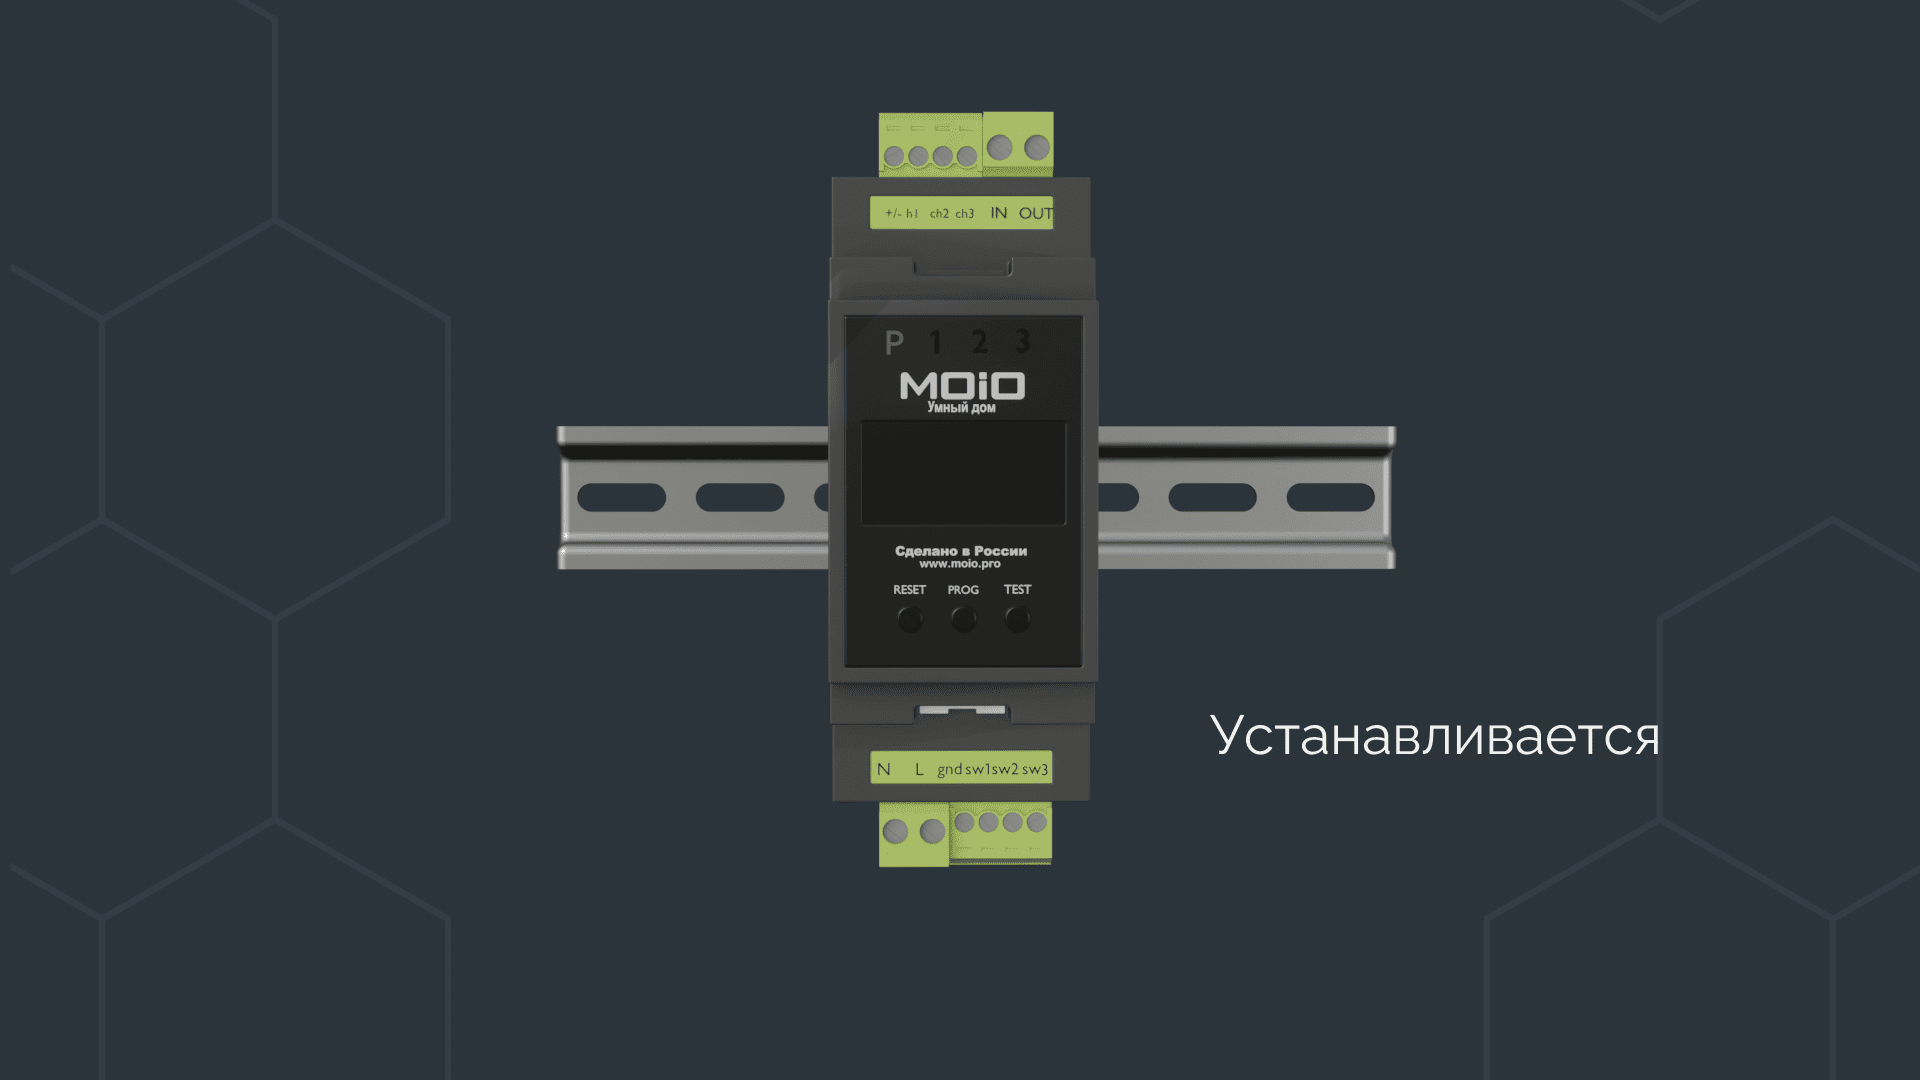 +/- h1 ch2 ch3 IN OUT
P 1 2 3
MOiO
Умный дом
Сделано в России
www.moio.pro
RESET PROG TEST
Устанавливается
N L gnd sw1 sw2 sw3